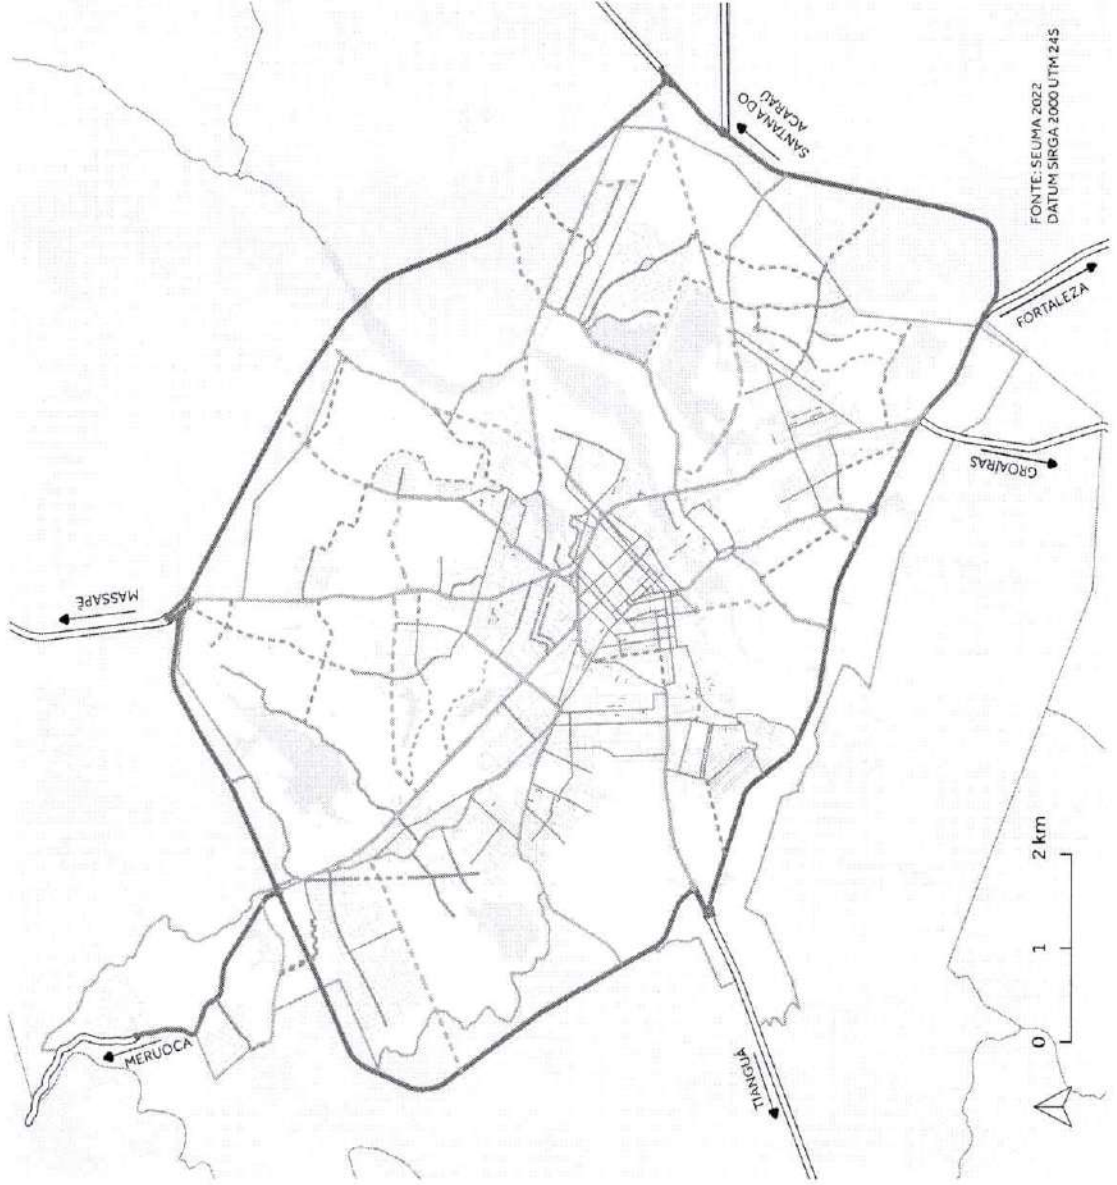 MASSAPÊ
SANTANA DO
ACARAÚ
FONTE: SEUMA 2022
DATUM SIRGA 2000 UTM 24S
FORTALEZA
GROAÍRAS
MERUOCA
TIANGUÁ
0 1 2 km